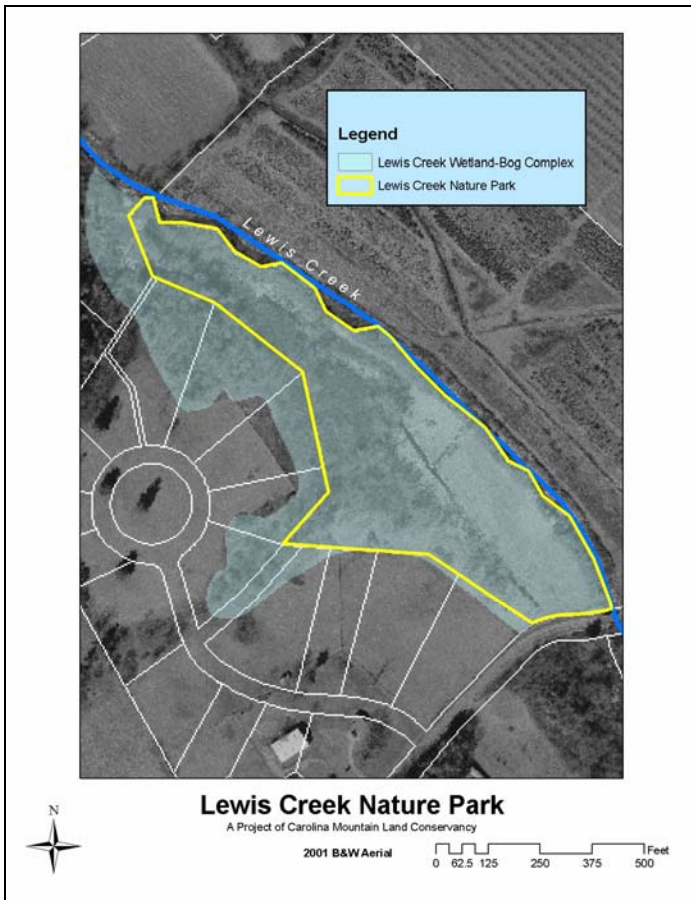 Legend
Lewis Creek Wetland-Bog Complex
Lewis Creek Nature Park
Lewis Creek
Lewis Creek Nature Park
A Project of Carolina Mountain Land Conservancy
N
2001 B&W Aerial
Feet
0 62.5 125 250 375 500